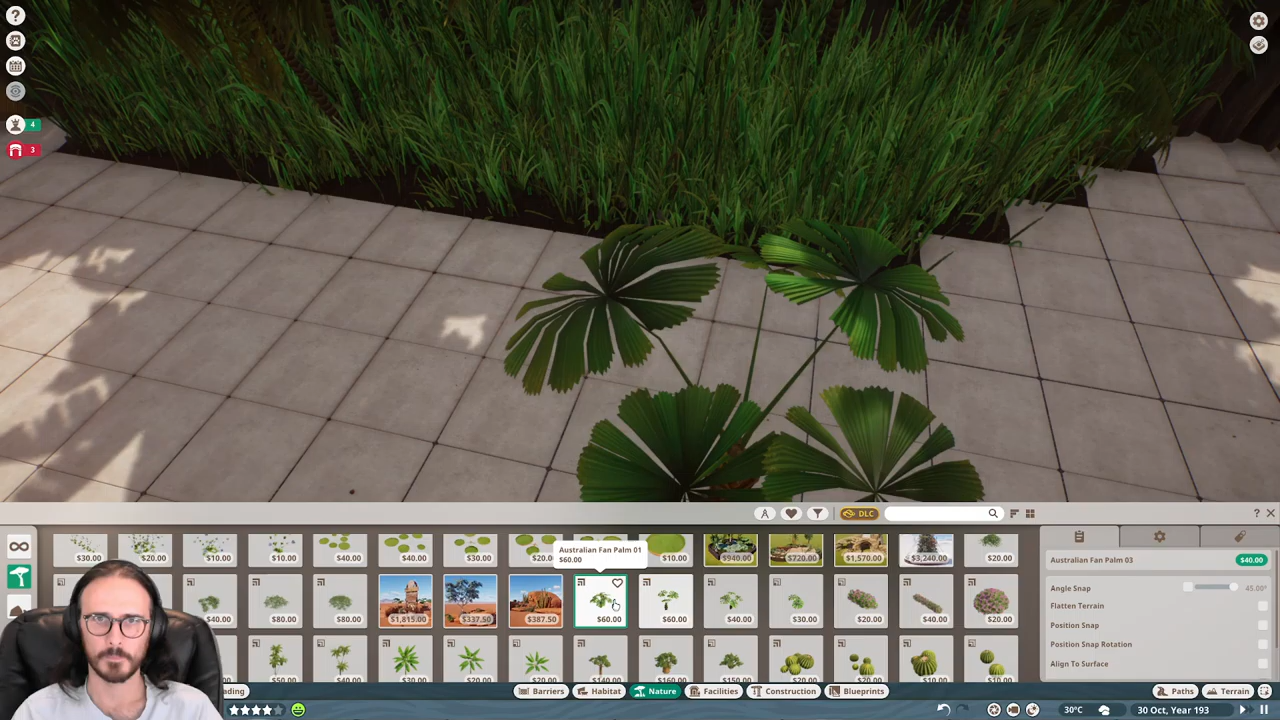 ?
4
3
A
DLC
?
$30.00
$20.00
$10.00
$10.00
$40.00
$40.00
$30.00
$20.
Australian Fan Palm 01
$60.00
$10.00
$940.00
$720.00
$1,570.00
$3,240.00
$20.00
Australian Fan Palm 03
$40.00
$40.00
$80.00
$80.00
$1,815.00
$337.50
$387.50
$60.00
$60.00
$40.00
$30.00
$20.00
$40.00
$20.00
Angle Snap
45.00°
Flatten Terrain
Position Snap
Position Snap Rotation
Align To Surface
ading
Barriers
Habitat
Nature
Facilities
Construction
Blueprints
Paths
Terrain
30°C
30 Oct, Year 193